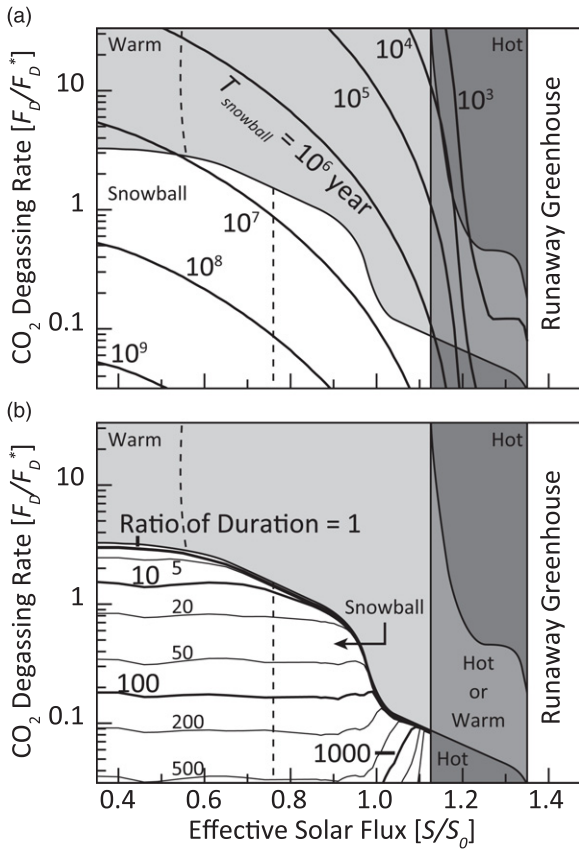 (a)
Warm
10⁴
Hot
10
10⁵
10³
T_snowball = 10⁶ year
Snowball
1
10⁷
10⁸
0.1
10⁹
CO₂ Degassing Rate [F_D/F_D*]
Runaway Greenhouse
(b)
Warm
Hot
10
Ratio of Duration = 1
10
5
1
20
Snowball
50
Hot
or
Warm
100
0.1
200
1000
Hot
500
CO₂ Degassing Rate [F_D/F_D*]
Runaway Greenhouse
0.4 0.6 0.8 1.0 1.2 1.4
Effective Solar Flux [S/S₀]